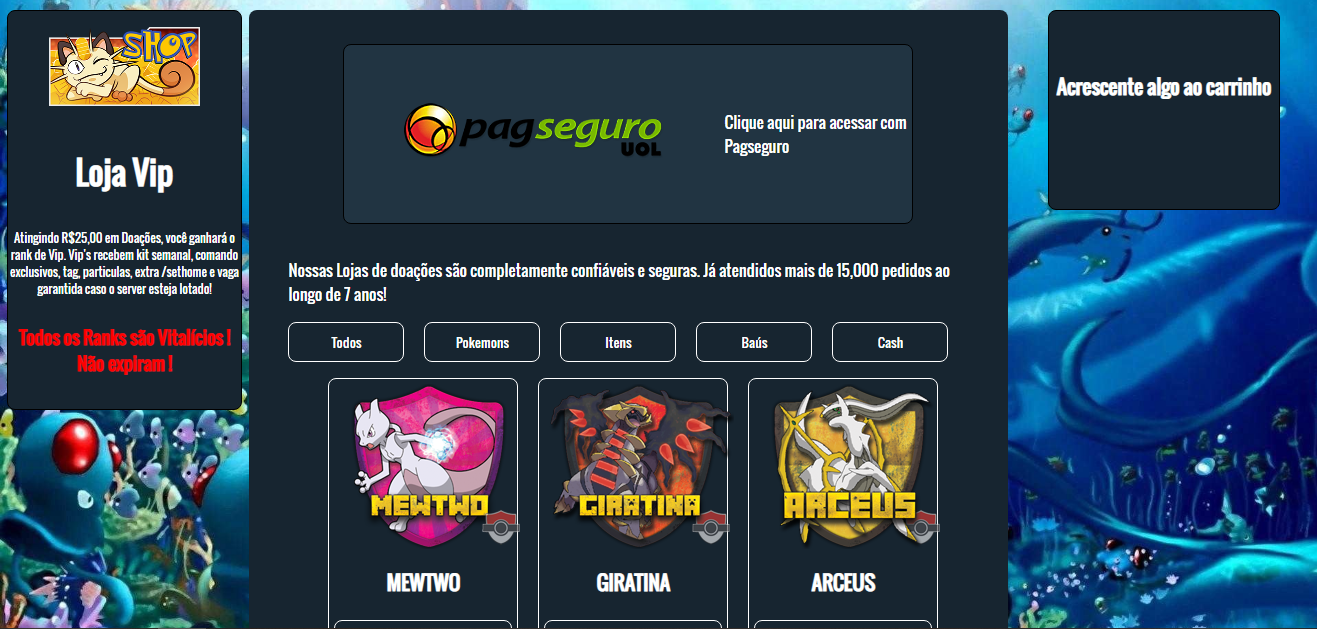 SHOP
Loja Vip
Atingindo R$25,00 em Doações, você ganhará o
rank de Vip. Vip's recebem kit semanal, comando
exclusivos, tag, particulas, extra /sethome e vaga
garantida caso o server esteja lotado!
Todos os Ranks são Vitalícios !
Não expiram !
pagseguro
UOL
Clique aqui para acessar com
Pagseguro
Nossas Lojas de doações são completamente confiáveis e seguras. Já atendidos mais de 15,000 pedidos ao
longo de 7 anos!
Todos
Pokemons
Itens
Baús
Cash
MEWTWO
GIRATINA
ARCEUS
MEWTWO
GIRATINA
ARCEUS
Acrescente algo ao carrinho